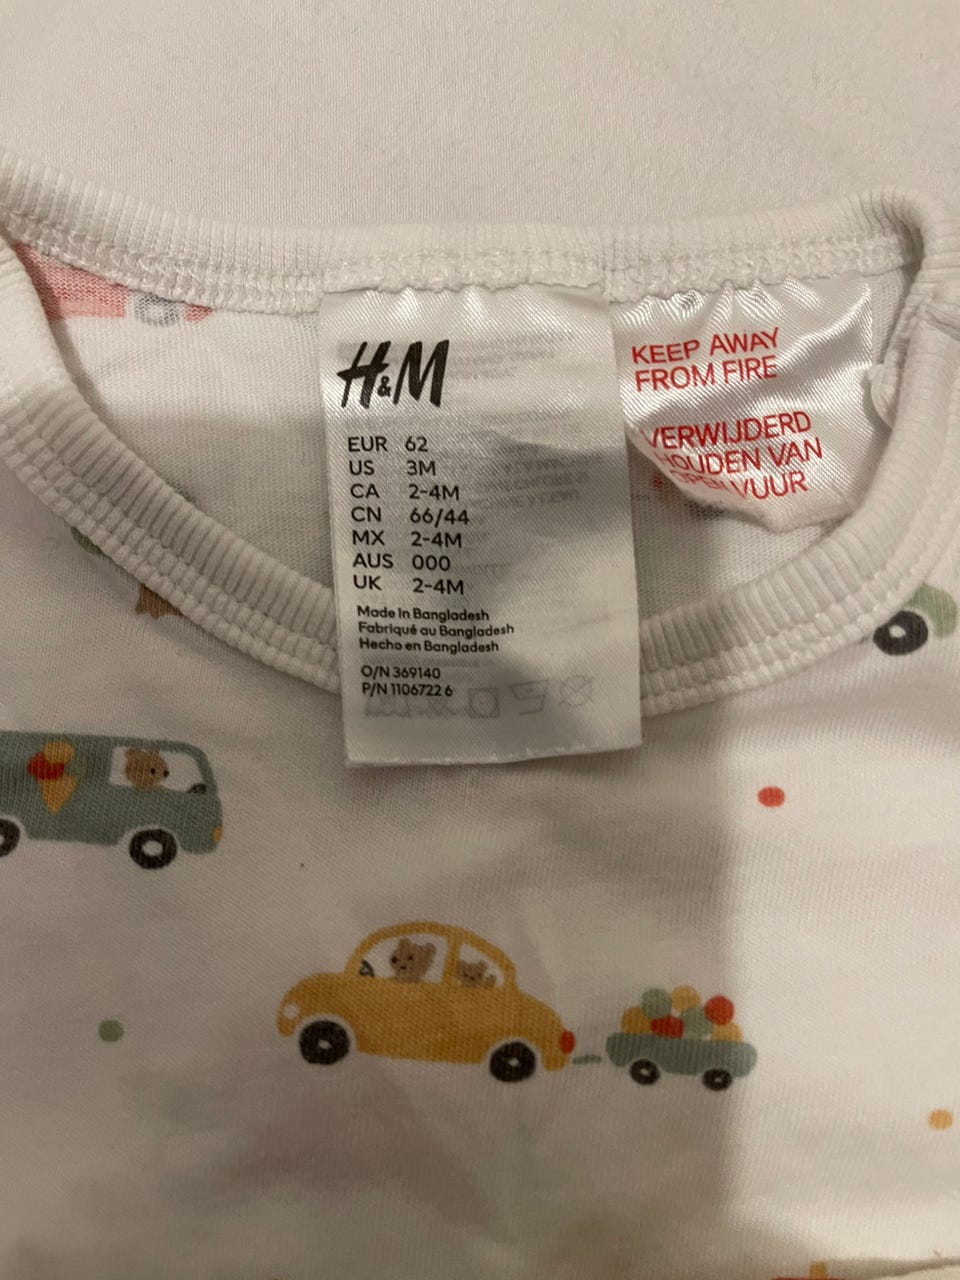 H&M
EUR 62
US 3M
CA 2-4M
CN 66/44
MX 2-4M
AUS 000
UK 2-4M
Made In Bangladesh
Fabriqué au Bangladesh
Hecho en Bangladesh
O/N 369140
P/N 1106722 6
KEEP AWAY
FROM FIRE
VERWIJDERD
HOUDEN VAN
OPEN VUUR